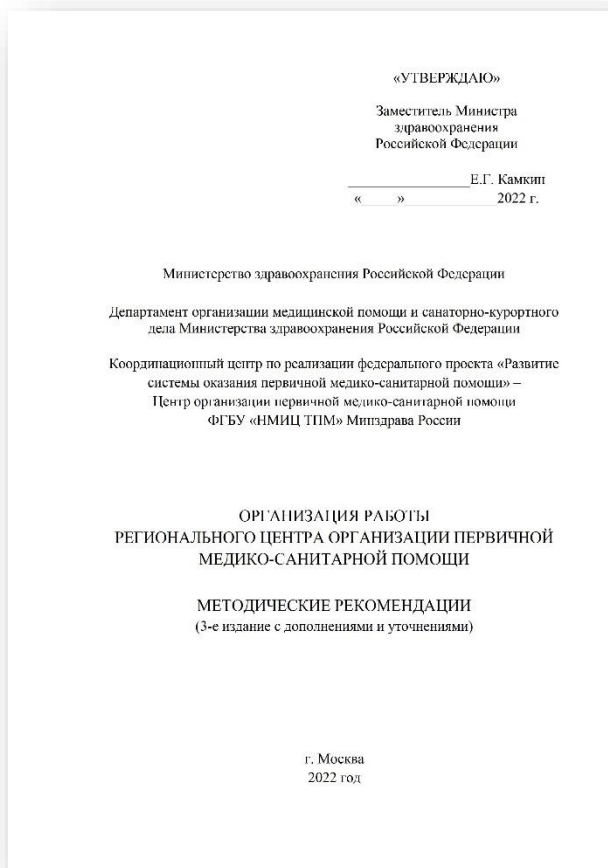 «УТВЕРЖДАЮ»
Заместитель Министра
здравоохранения
Российской Федерации
_________________Е.Г. Камкин
«_____»_____________2022 г.
Министерство здравоохранения Российской Федерации
Департамент организации медицинской помощи и санаторно-курортного
дела Министерства здравоохранения Российской Федерации
Координационный центр по реализации федерального проекта «Развитие
системы оказания первичной медико-санитарной помощи» –
Центр организации первичной медико-санитарной помощи
ФГБУ «НМИЦ ТПМ» Минздрава России
ОРГАНИЗАЦИЯ РАБОТЫ
РЕГИОНАЛЬНОГО ЦЕНТРА ОРГАНИЗАЦИИ ПЕРВИЧНОЙ
МЕДИКО-САНИТАРНОЙ ПОМОЩИ
МЕТОДИЧЕСКИЕ РЕКОМЕНДАЦИИ
(3-е издание с дополнениями и уточнениями)
г. Москва
2022 год